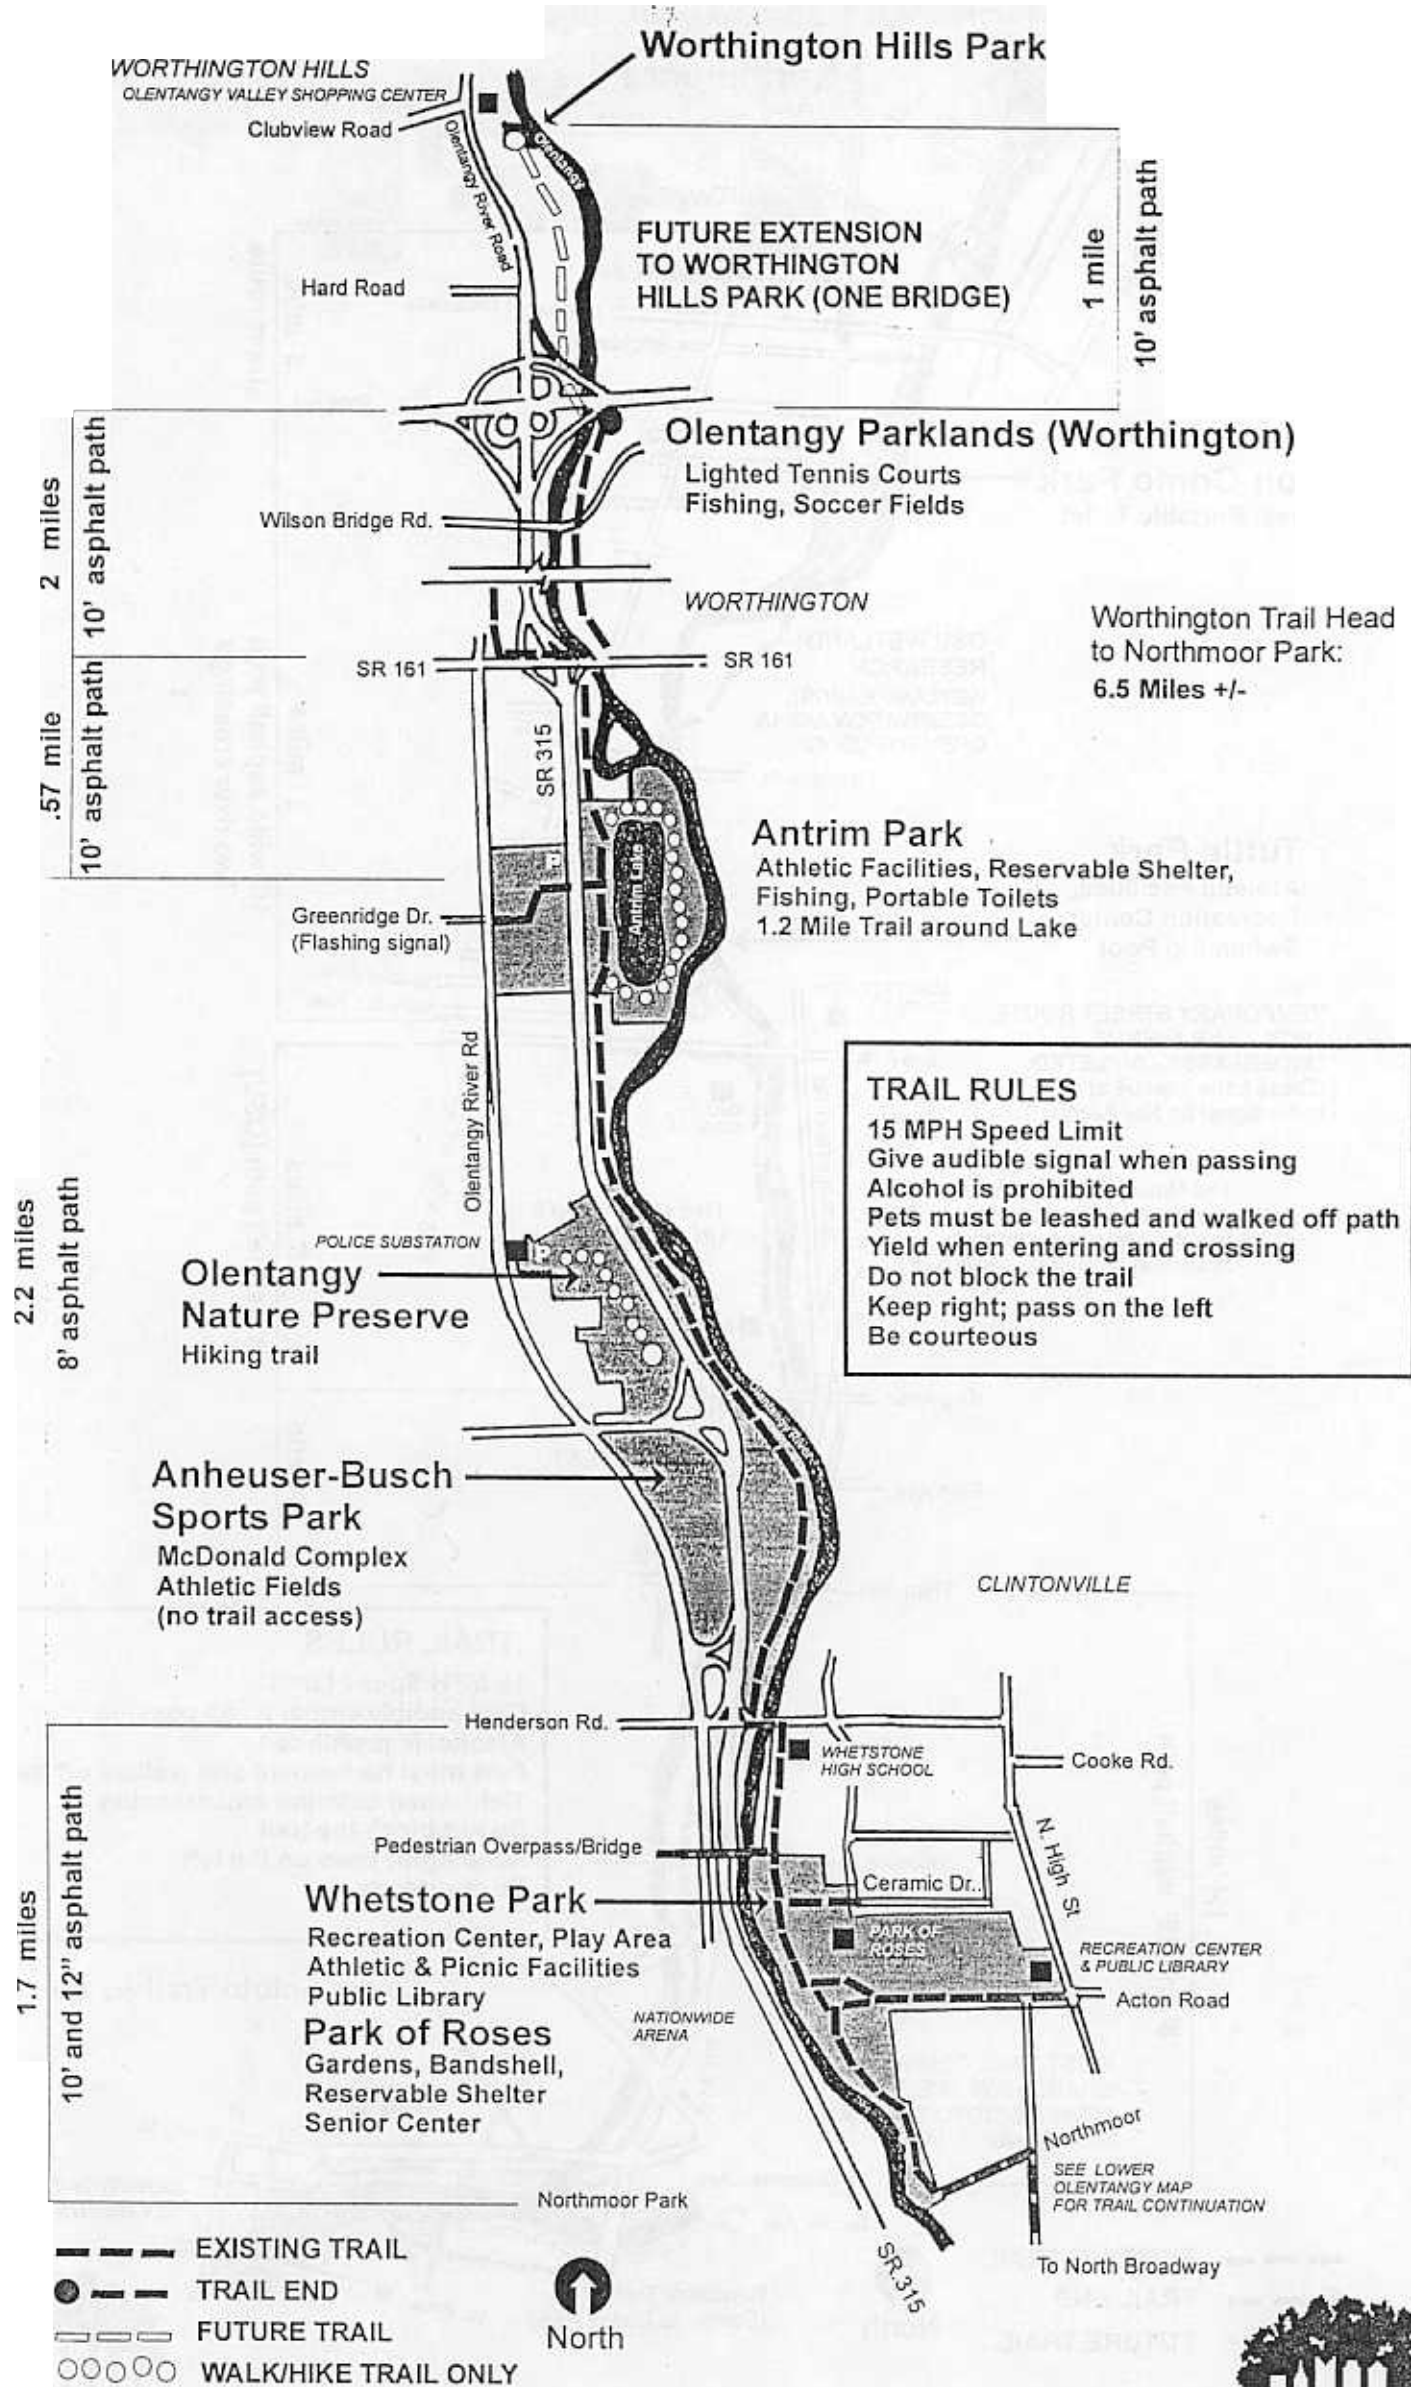 Worthington Hills Park
WORTHINGTON HILLS
OLENTANGY VALLEY SHOPPING CENTER
Clubview Road
Olentangy River Road
Olentangy
FUTURE EXTENSION
TO WORTHINGTON
HILLS PARK (ONE BRIDGE)
1 mile
10' asphalt path
Hard Road
Olentangy Parklands (Worthington)
Lighted Tennis Courts
Fishing, Soccer Fields
2 miles
10' asphalt path
Wilson Bridge Rd.
WORTHINGTON
Worthington Trail Head
to Northmoor Park:
6.5 Miles +/-
SR 161
SR 161
.57 mile
10' asphalt path
SR 315
Antrim Park
Athletic Facilities, Reservable Shelter,
Fishing, Portable Toilets
1.2 Mile Trail around Lake
P
Antrim Lake
Greenridge Dr.
(Flashing signal)
Olentangy River Rd
TRAIL RULES
15 MPH Speed Limit
Give audible signal when passing
Alcohol is prohibited
Pets must be leashed and walked off path
Yield when entering and crossing
Do not block the trail
Keep right; pass on the left
Be courteous
2.2 miles
8' asphalt path
POLICE SUBSTATION
P
Olentangy
Nature Preserve
Hiking trail
Olentangy River
Anheuser-Busch
Sports Park
McDonald Complex
Athletic Fields
(no trail access)
CLINTONVILLE
Henderson Rd.
WHETSTONE
HIGH SCHOOL
Cooke Rd.
N. High St
1.7 miles
10' and 12" asphalt path
Pedestrian Overpass/Bridge
Ceramic Dr..
Whetstone Park
Recreation Center, Play Area
Athletic & Picnic Facilities
Public Library
Park of Roses
Gardens, Bandshell,
Reservable Shelter
Senior Center
PARK OF
ROSES
RECREATION CENTER
& PUBLIC LIBRARY
Acton Road
NATIONWIDE
ARENA
Northmoor
SEE LOWER
OLENTANGY MAP
FOR TRAIL CONTINUATION
Northmoor Park
To North Broadway
SR.315
EXISTING TRAIL
TRAIL END
FUTURE TRAIL
WALK/HIKE TRAIL ONLY
North